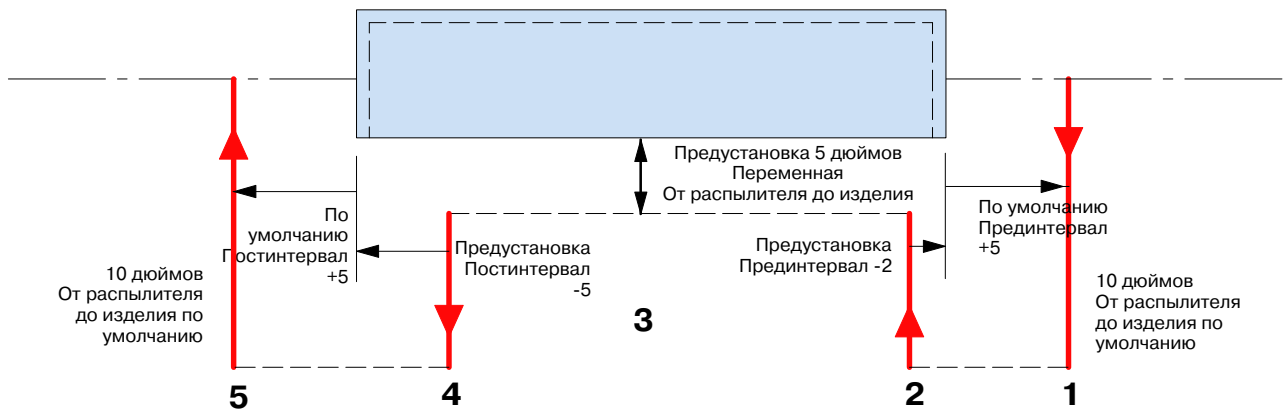 Предустановка 5 дюймов
Переменная
От распылителя до изделия
По
умолчанию
Постинтервал
+5
Предустановка
Постинтервал
-5
Предустановка
Прединтервал -2
По умолчанию
Прединтервал
+5
10 дюймов
От распылителя
до изделия по
умолчанию
10 дюймов
От распылителя
до изделия по
умолчанию
3
5
4
2
1